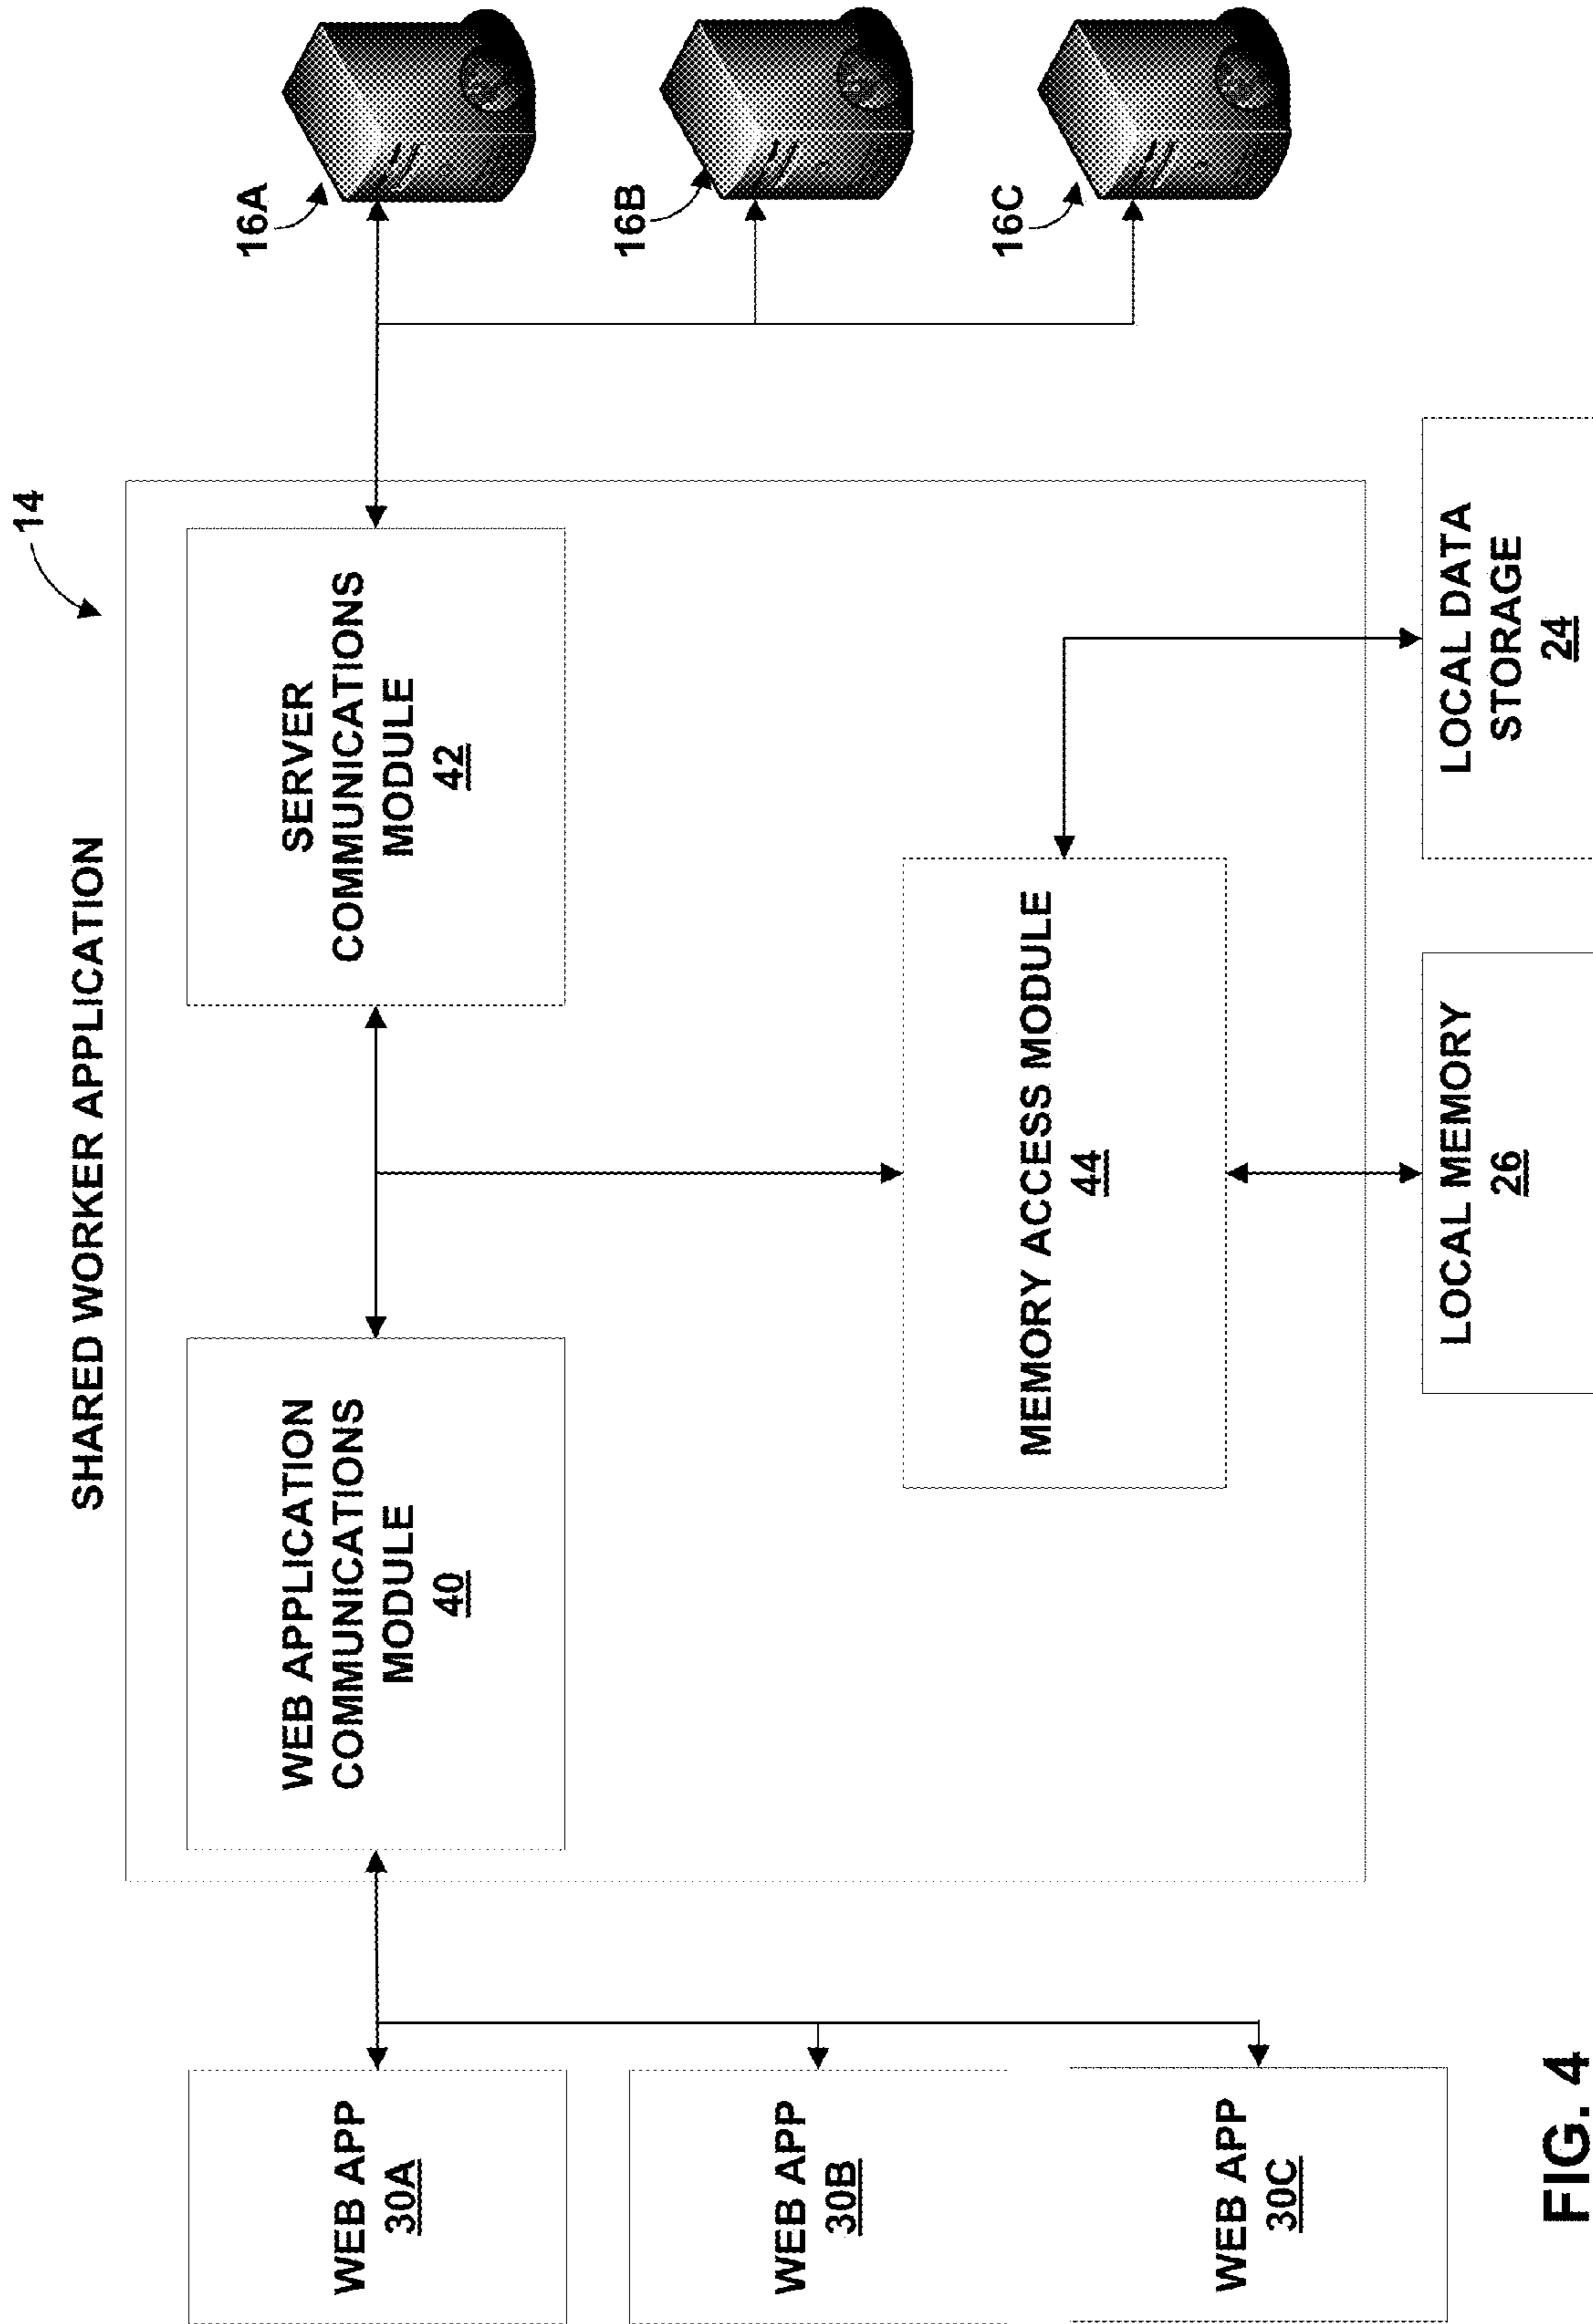 SHARED WORKER APPLICATION
14
WEB APP
30A
WEB APP
30B
WEB APP
30C
WEB APPLICATION
COMMUNICATIONS
MODULE
40
SERVER
COMMUNICATIONS
MODULE
42
MEMORY ACCESS MODULE
44
16A
16B
16C
LOCAL MEMORY
26
LOCAL DATA
STORAGE
24
FIG. 4